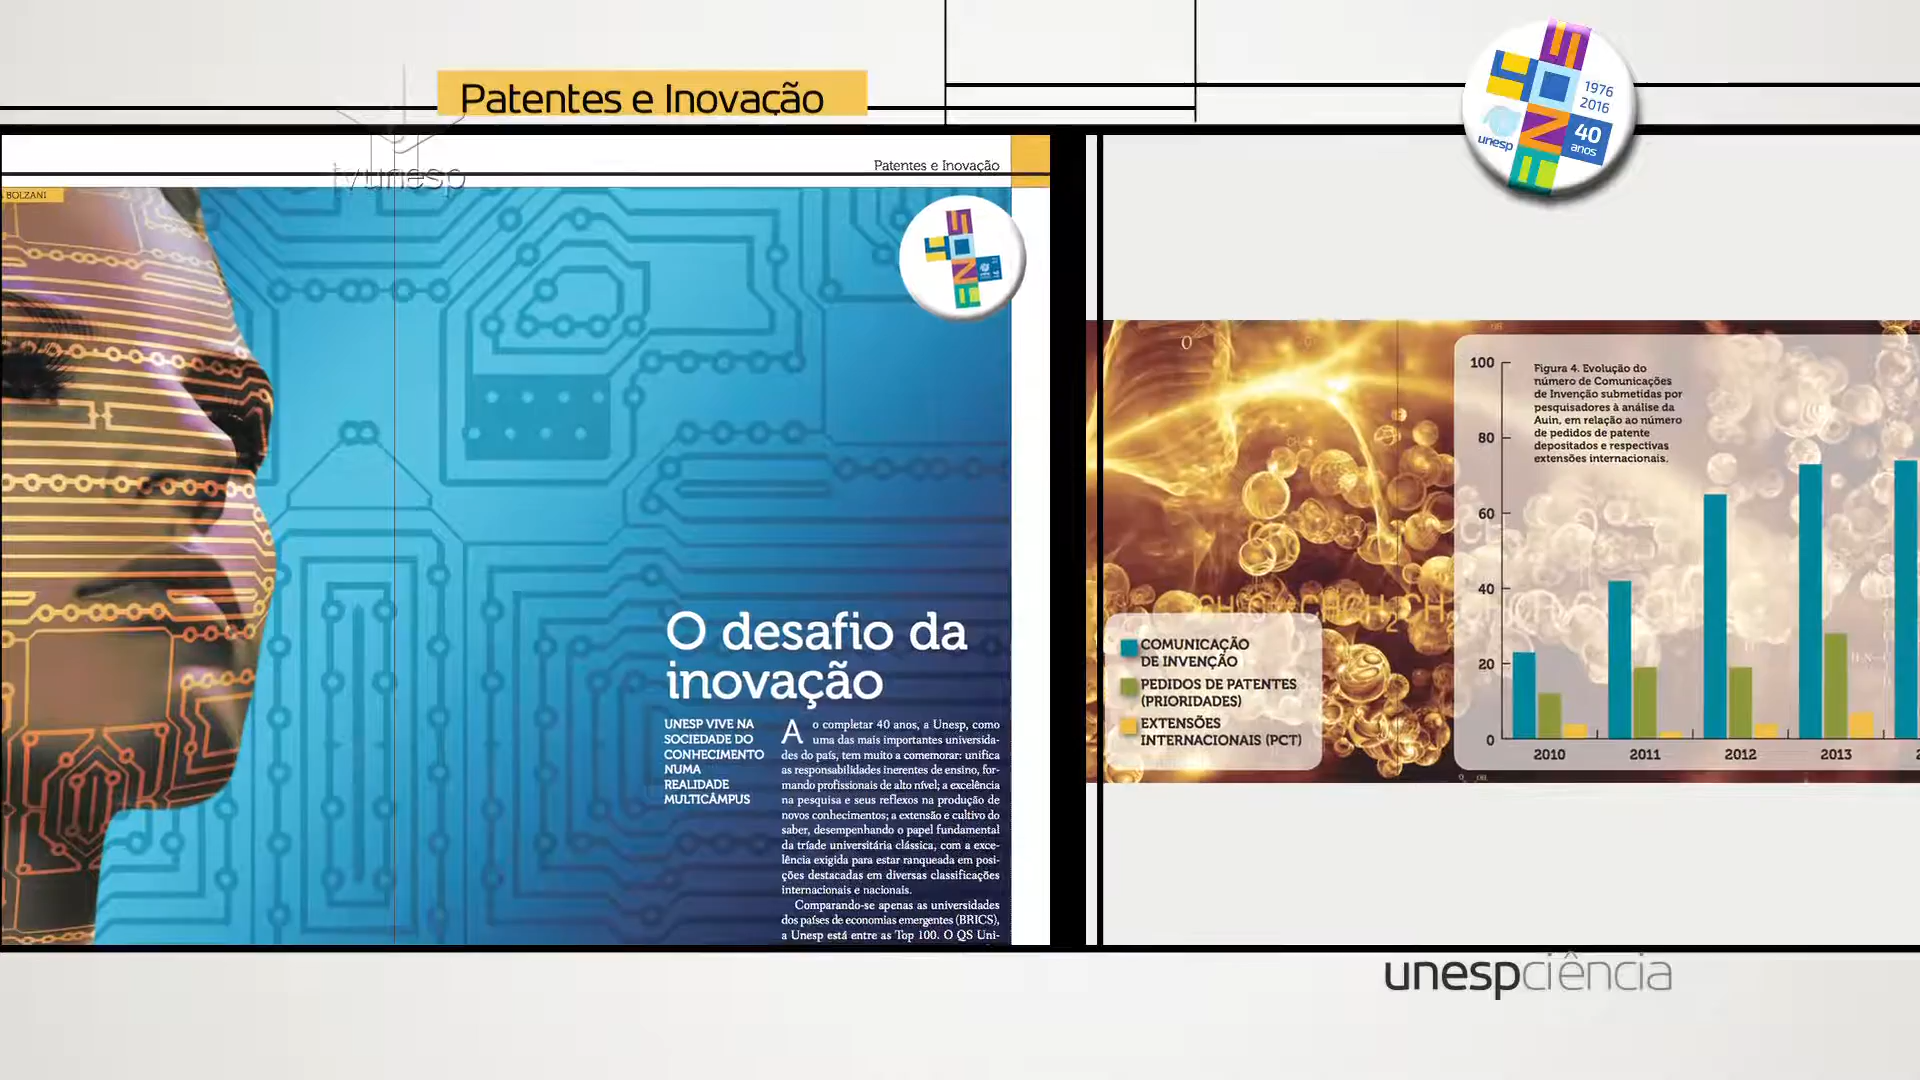 Patentes e Inovação
1976
2016
40
anos
unesp
tvunesp
Patentes e Inovação
BOLZANI
O desafio da
inovação
UNESP VIVE NA
SOCIEDADE DO
CONHECIMENTO
NUMA
REALIDADE
MULTICÂMPUS
Ao completar 40 anos, a Unesp, como
uma das mais importantes universida-
des do país, tem muito a comemorar: unifica
as responsabilidades inerentes de ensino, for-
mando profissionais de alto nível; a excelência
na pesquisa e seus reflexos na produção de
novos conhecimentos; a extensão e cultivo do
saber, desempenhando o papel fundamental
da tríade universitária clássica, com a exce-
lência exigida para estar ranqueada em posi-
ções destacadas em diversas classificações
internacionais e nacionais.
Comparando-se apenas as universidades
dos países de economias emergentes (BRICS),
a Unesp está entre as Top 100. O QS Uni-
COMUNICAÇÃO
DE INVENÇÃO
PEDIDOS DE PATENTES
(PRIORIDADES)
EXTENSÕES
INTERNACIONAIS (PCT)
Figura 4. Evolução do
número de Comunicações
de Invenção submetidas por
pesquisadores à análise da
Auin, em relação ao número
de pedidos de patente
depositados e respectivas
extensões internacionais.
100
80
60
40
20
0
2010 2011 2012 2013
unespciência